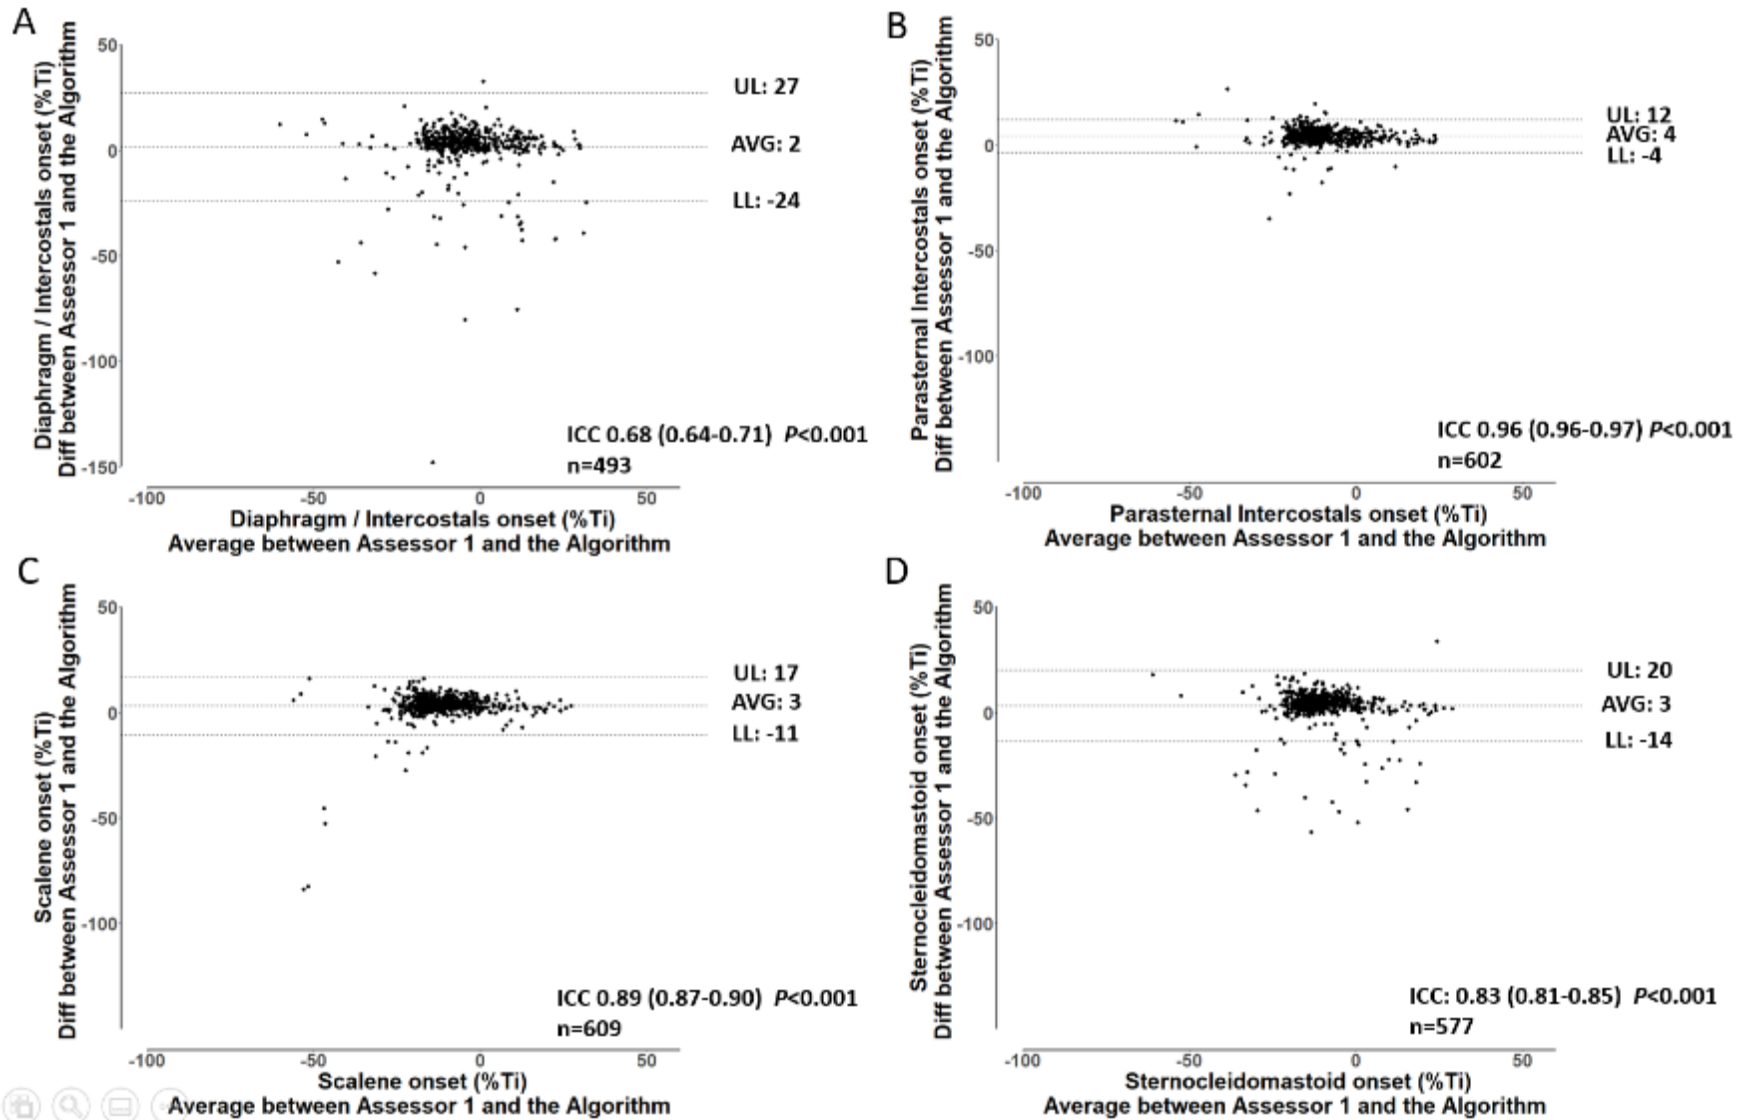 A
Diaphragm / Intercostals onset (%Ti)
Diff between Assessor 1 and the Algorithm
50
0
-50
-100
-150
UL: 27
AVG: 2
LL: -24
ICC 0.68 (0.64-0.71) P<0.001
n=493
-100 -50 0 50
Diaphragm / Intercostals onset (%Ti)
Average between Assessor 1 and the Algorithm
B
Parasternal Intercostals onset (%Ti)
Diff between Assessor 1 and the Algorithm
50
0
-50
-100
UL: 12
AVG: 4
LL: -4
ICC 0.96 (0.96-0.97) P<0.001
n=602
-100 -50 0 50
Parasternal Intercostals onset (%Ti)
Average between Assessor 1 and the Algorithm
C
Scalene onset (%Ti)
Diff between Assessor 1 and the Algorithm
50
0
-50
-100
UL: 17
AVG: 3
LL: -11
ICC 0.89 (0.87-0.90) P<0.001
n=609
-100 -50 0 50
Scalene onset (%Ti)
Average between Assessor 1 and the Algorithm
D
Sternocleidomastoid onset (%Ti)
Diff between Assessor 1 and the Algorithm
50
0
-50
-100
UL: 20
AVG: 3
LL: -14
ICC: 0.83 (0.81-0.85) P<0.001
n=577
-100 -50 0 50
Sternocleidomastoid onset (%Ti)
Average between Assessor 1 and the Algorithm